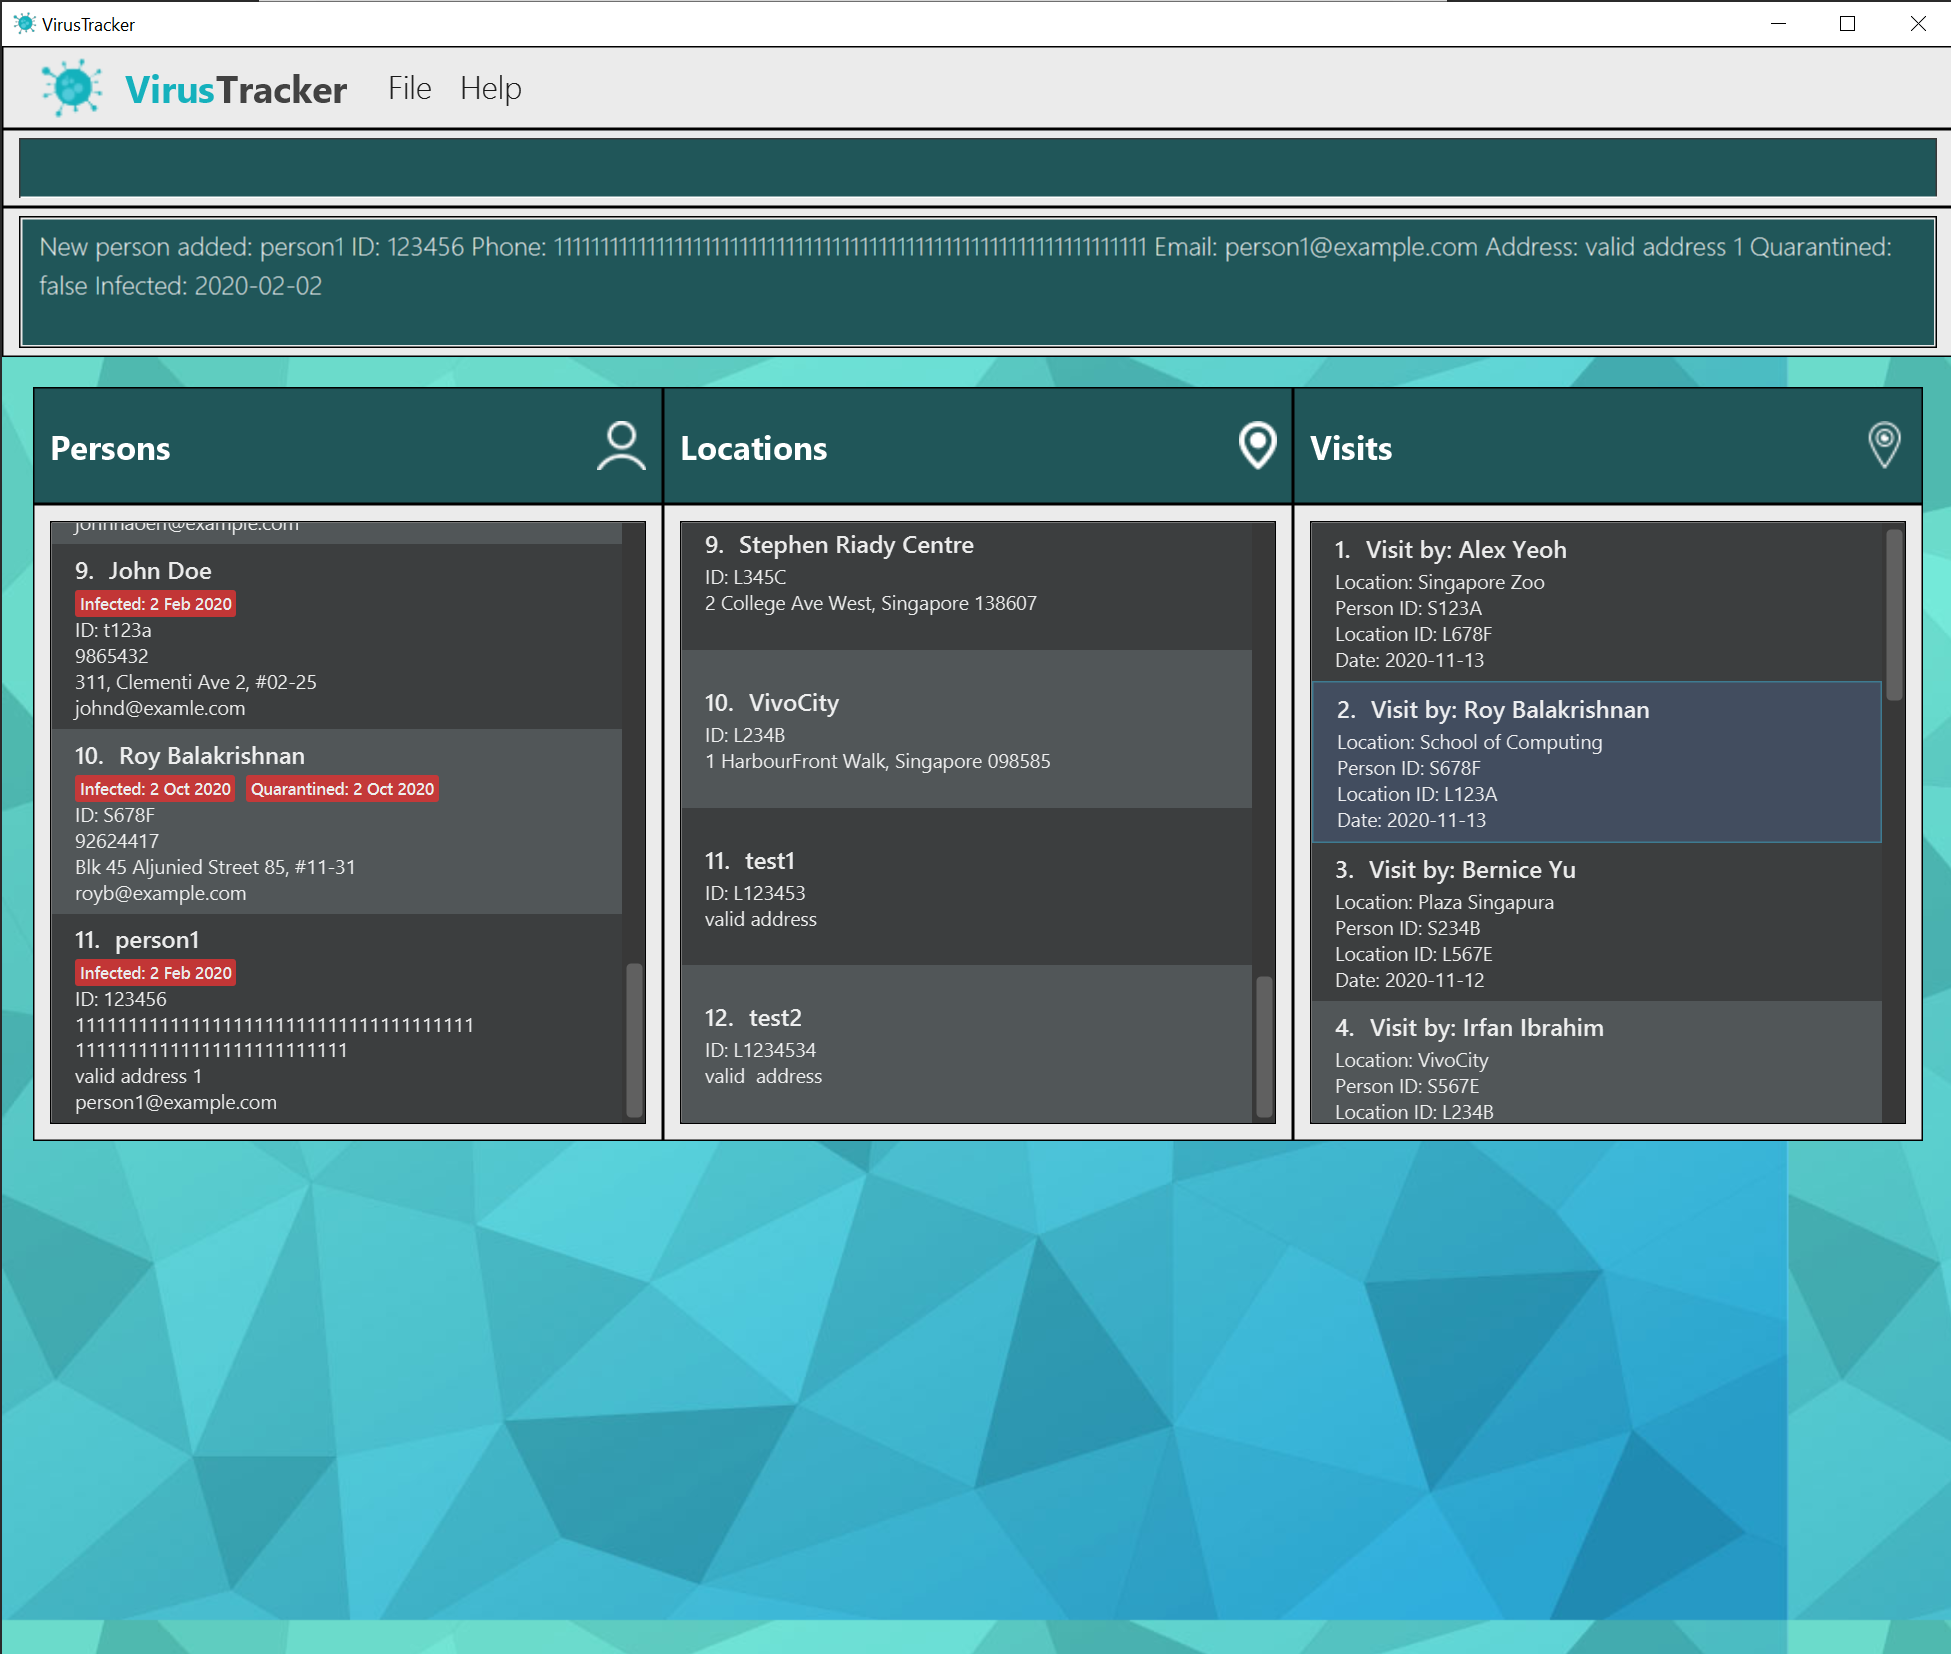 VirusTracker
VirusTracker File Help
New person added: person1 ID: 123456 Phone: 1111111111111111111111111111111111111111111111111111111111111111 Email: person1@example.com Address: valid address 1 Quarantined:
false Infected: 2020-02-02
Persons
johnhaoen@example.com
9. John Doe
Infected: 2 Feb 2020
ID: t123a
9865432
311, Clementi Ave 2, #02-25
johnd@examle.com
10. Roy Balakrishnan
Infected: 2 Oct 2020 Quarantined: 2 Oct 2020
ID: S678F
92624417
Blk 45 Aljunied Street 85, #11-31
royb@example.com
11. person1
Infected: 2 Feb 2020
ID: 123456
11111111111111111111111111111111111111
11111111111111111111111111
valid address 1
person1@example.com
Locations
9. Stephen Riady Centre
ID: L345C
2 College Ave West, Singapore 138607
10. VivoCity
ID: L234B
1 HarbourFront Walk, Singapore 098585
11. test1
ID: L123453
valid address
12. test2
ID: L1234534
valid  address
Visits
1. Visit by: Alex Yeoh
Location: Singapore Zoo
Person ID: S123A
Location ID: L678F
Date: 2020-11-13
2. Visit by: Roy Balakrishnan
Location: School of Computing
Person ID: S678F
Location ID: L123A
Date: 2020-11-13
3. Visit by: Bernice Yu
Location: Plaza Singapura
Person ID: S234B
Location ID: L567E
Date: 2020-11-12
4. Visit by: Irfan Ibrahim
Location: VivoCity
Person ID: S567E
Location ID: L234B